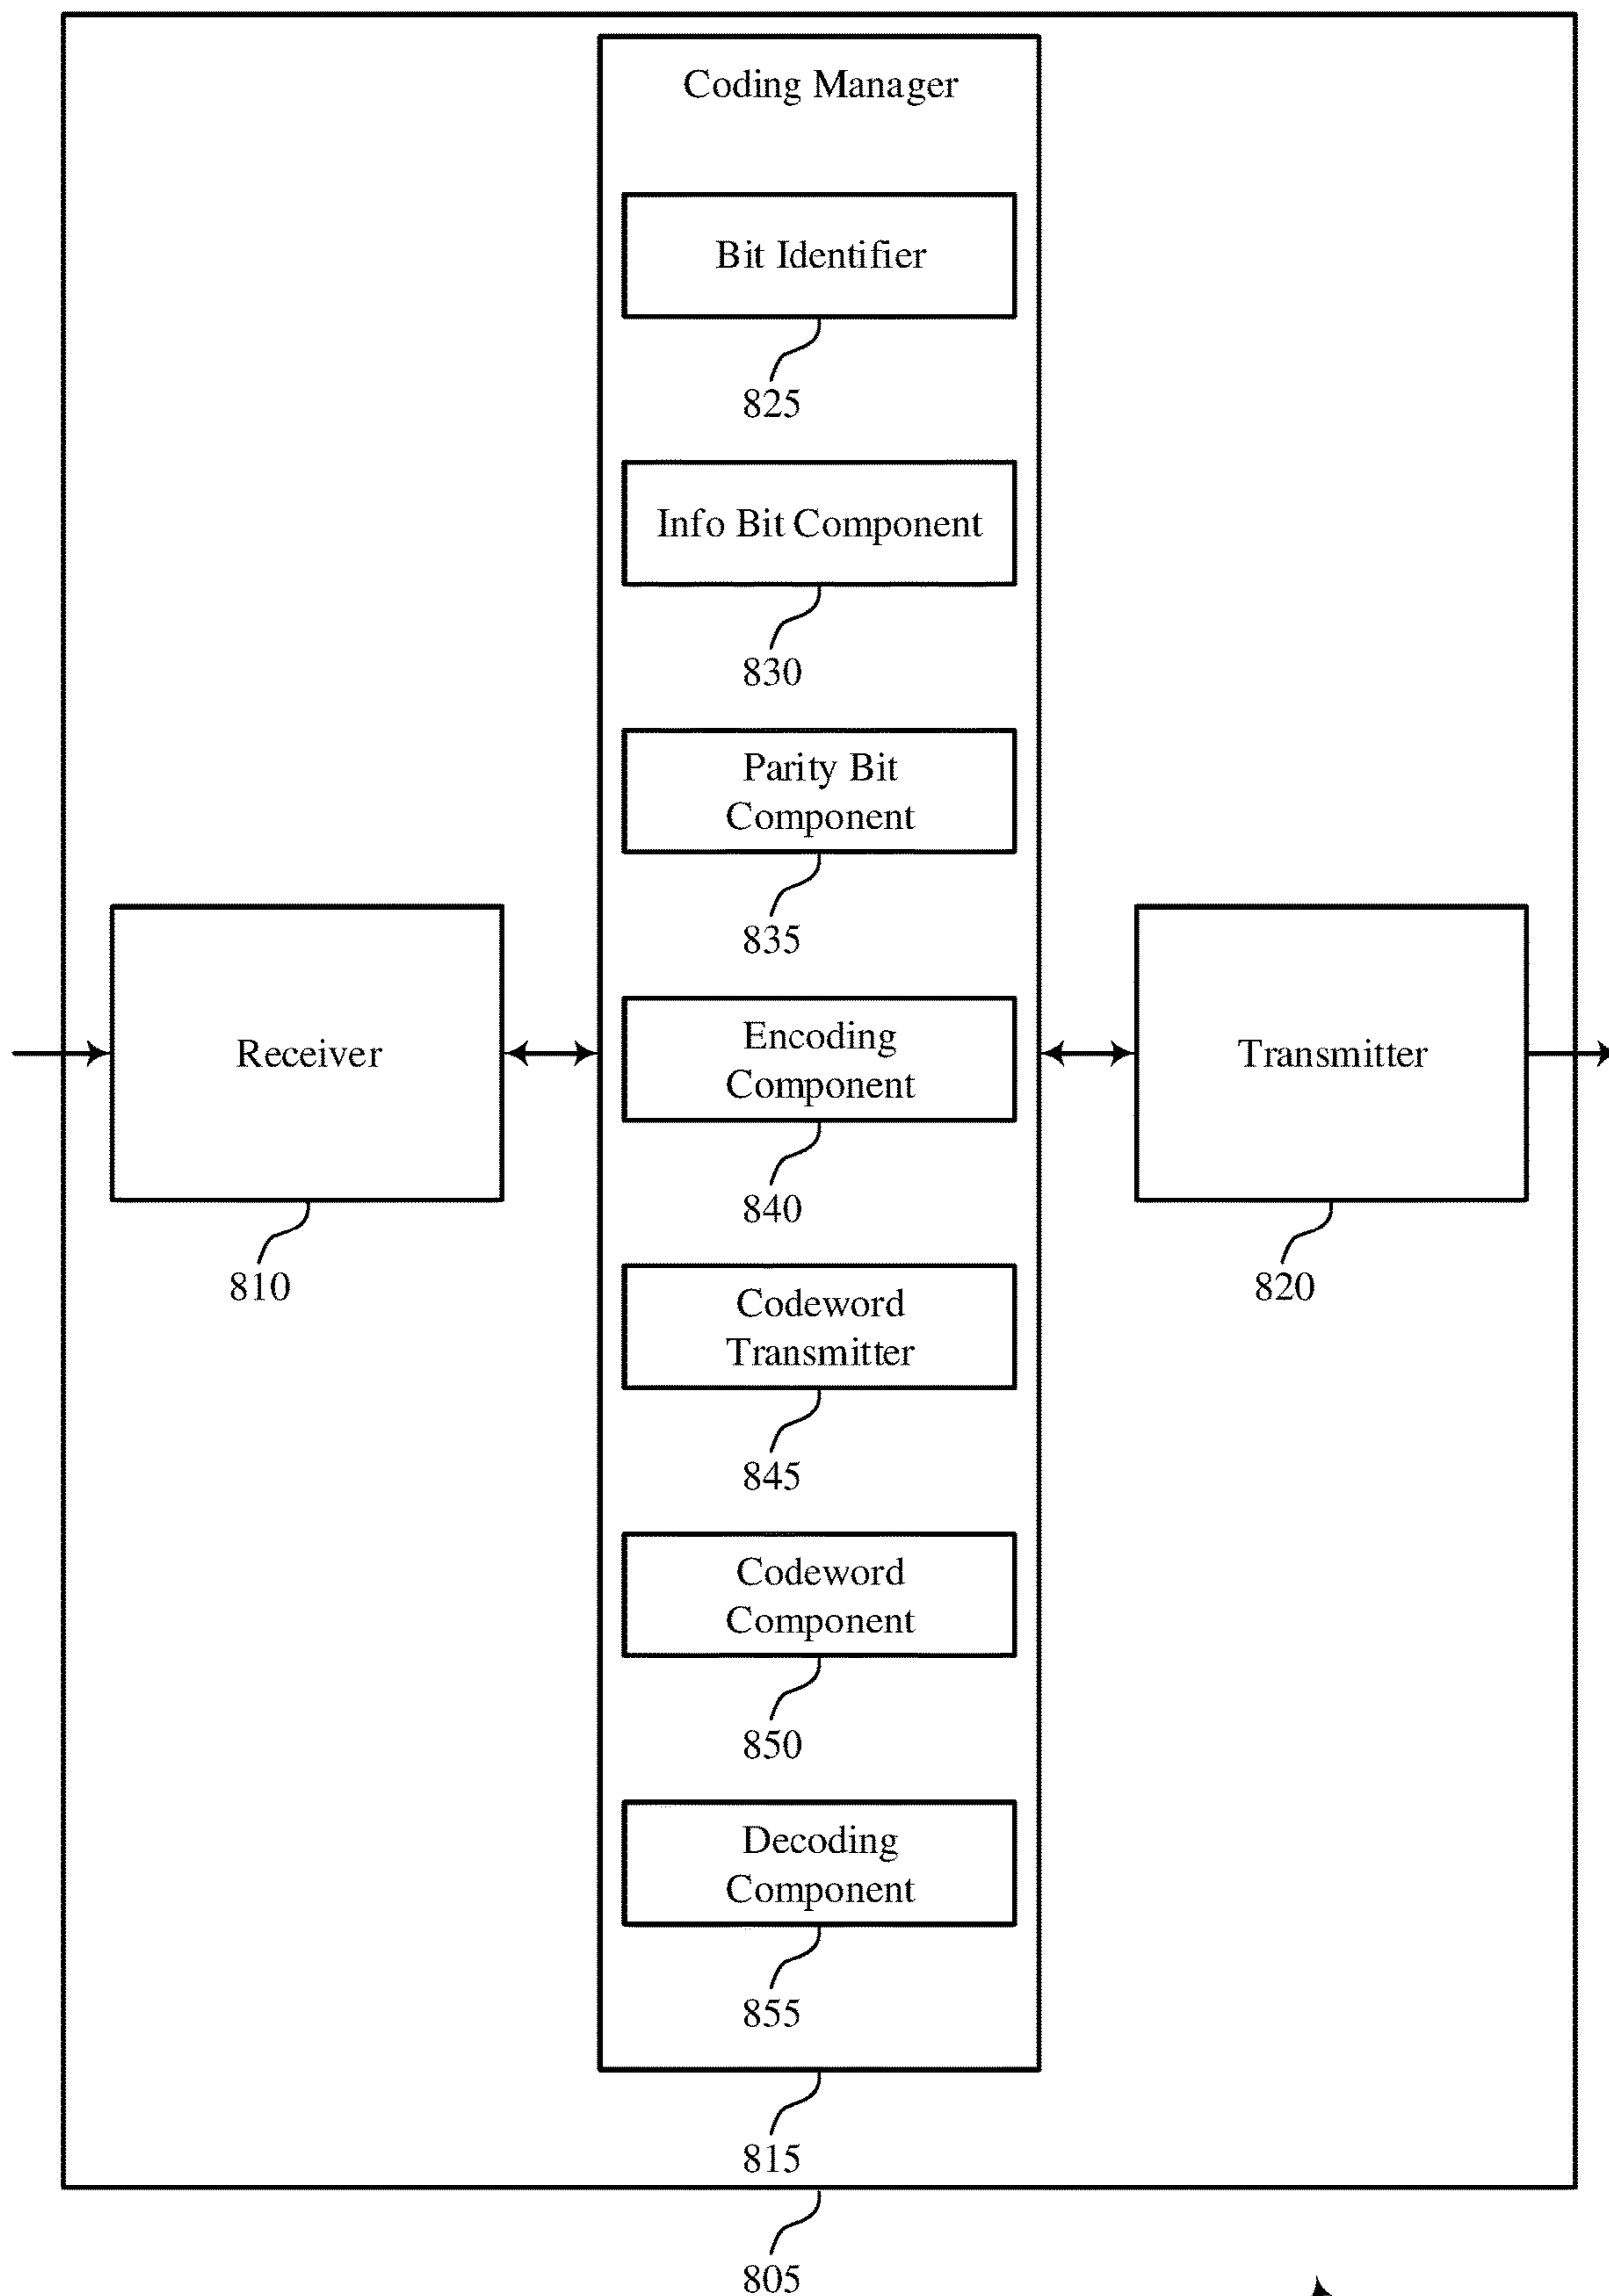 Coding Manager
Bit Identifier
825
Info Bit Component
830
Parity Bit
Component
835
Receiver
810
Encoding
Component
840
Transmitter
820
Codeword
Transmitter
845
Codeword
Component
850
Decoding
Component
855
815
805